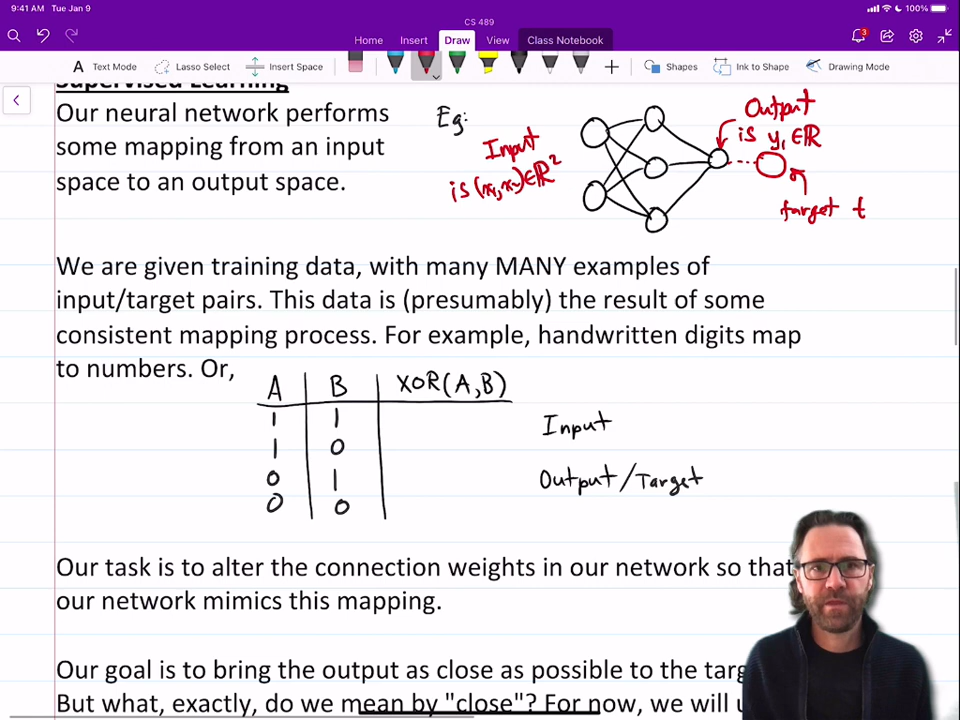 9:41 AM Tue Jan 9
100%
CS 489
Home Insert Draw View Class Notebook
3
A Text Mode Lasso Select Insert Space Shapes Ink to Shape Drawing Mode
Supervised Learning
Our neural network performs
some mapping from an input
space to an output space.
Eg:
Input
is (x₁,x₂)∈ℝ²
Output
is y₁∈ℝ
target t
We are given training data, with many MANY examples of
input/target pairs. This data is (presumably) the result of some
consistent mapping process. For example, handwritten digits map
to numbers. Or,
A B XOR(A,B)
1 1
1 0
0 1
0 0
Input
Output/Target
Our task is to alter the connection weights in our network so that
our network mimics this mapping.
Our goal is to bring the output as close as possible to the
But what, exactly, do we mean by "close"? For now, we will